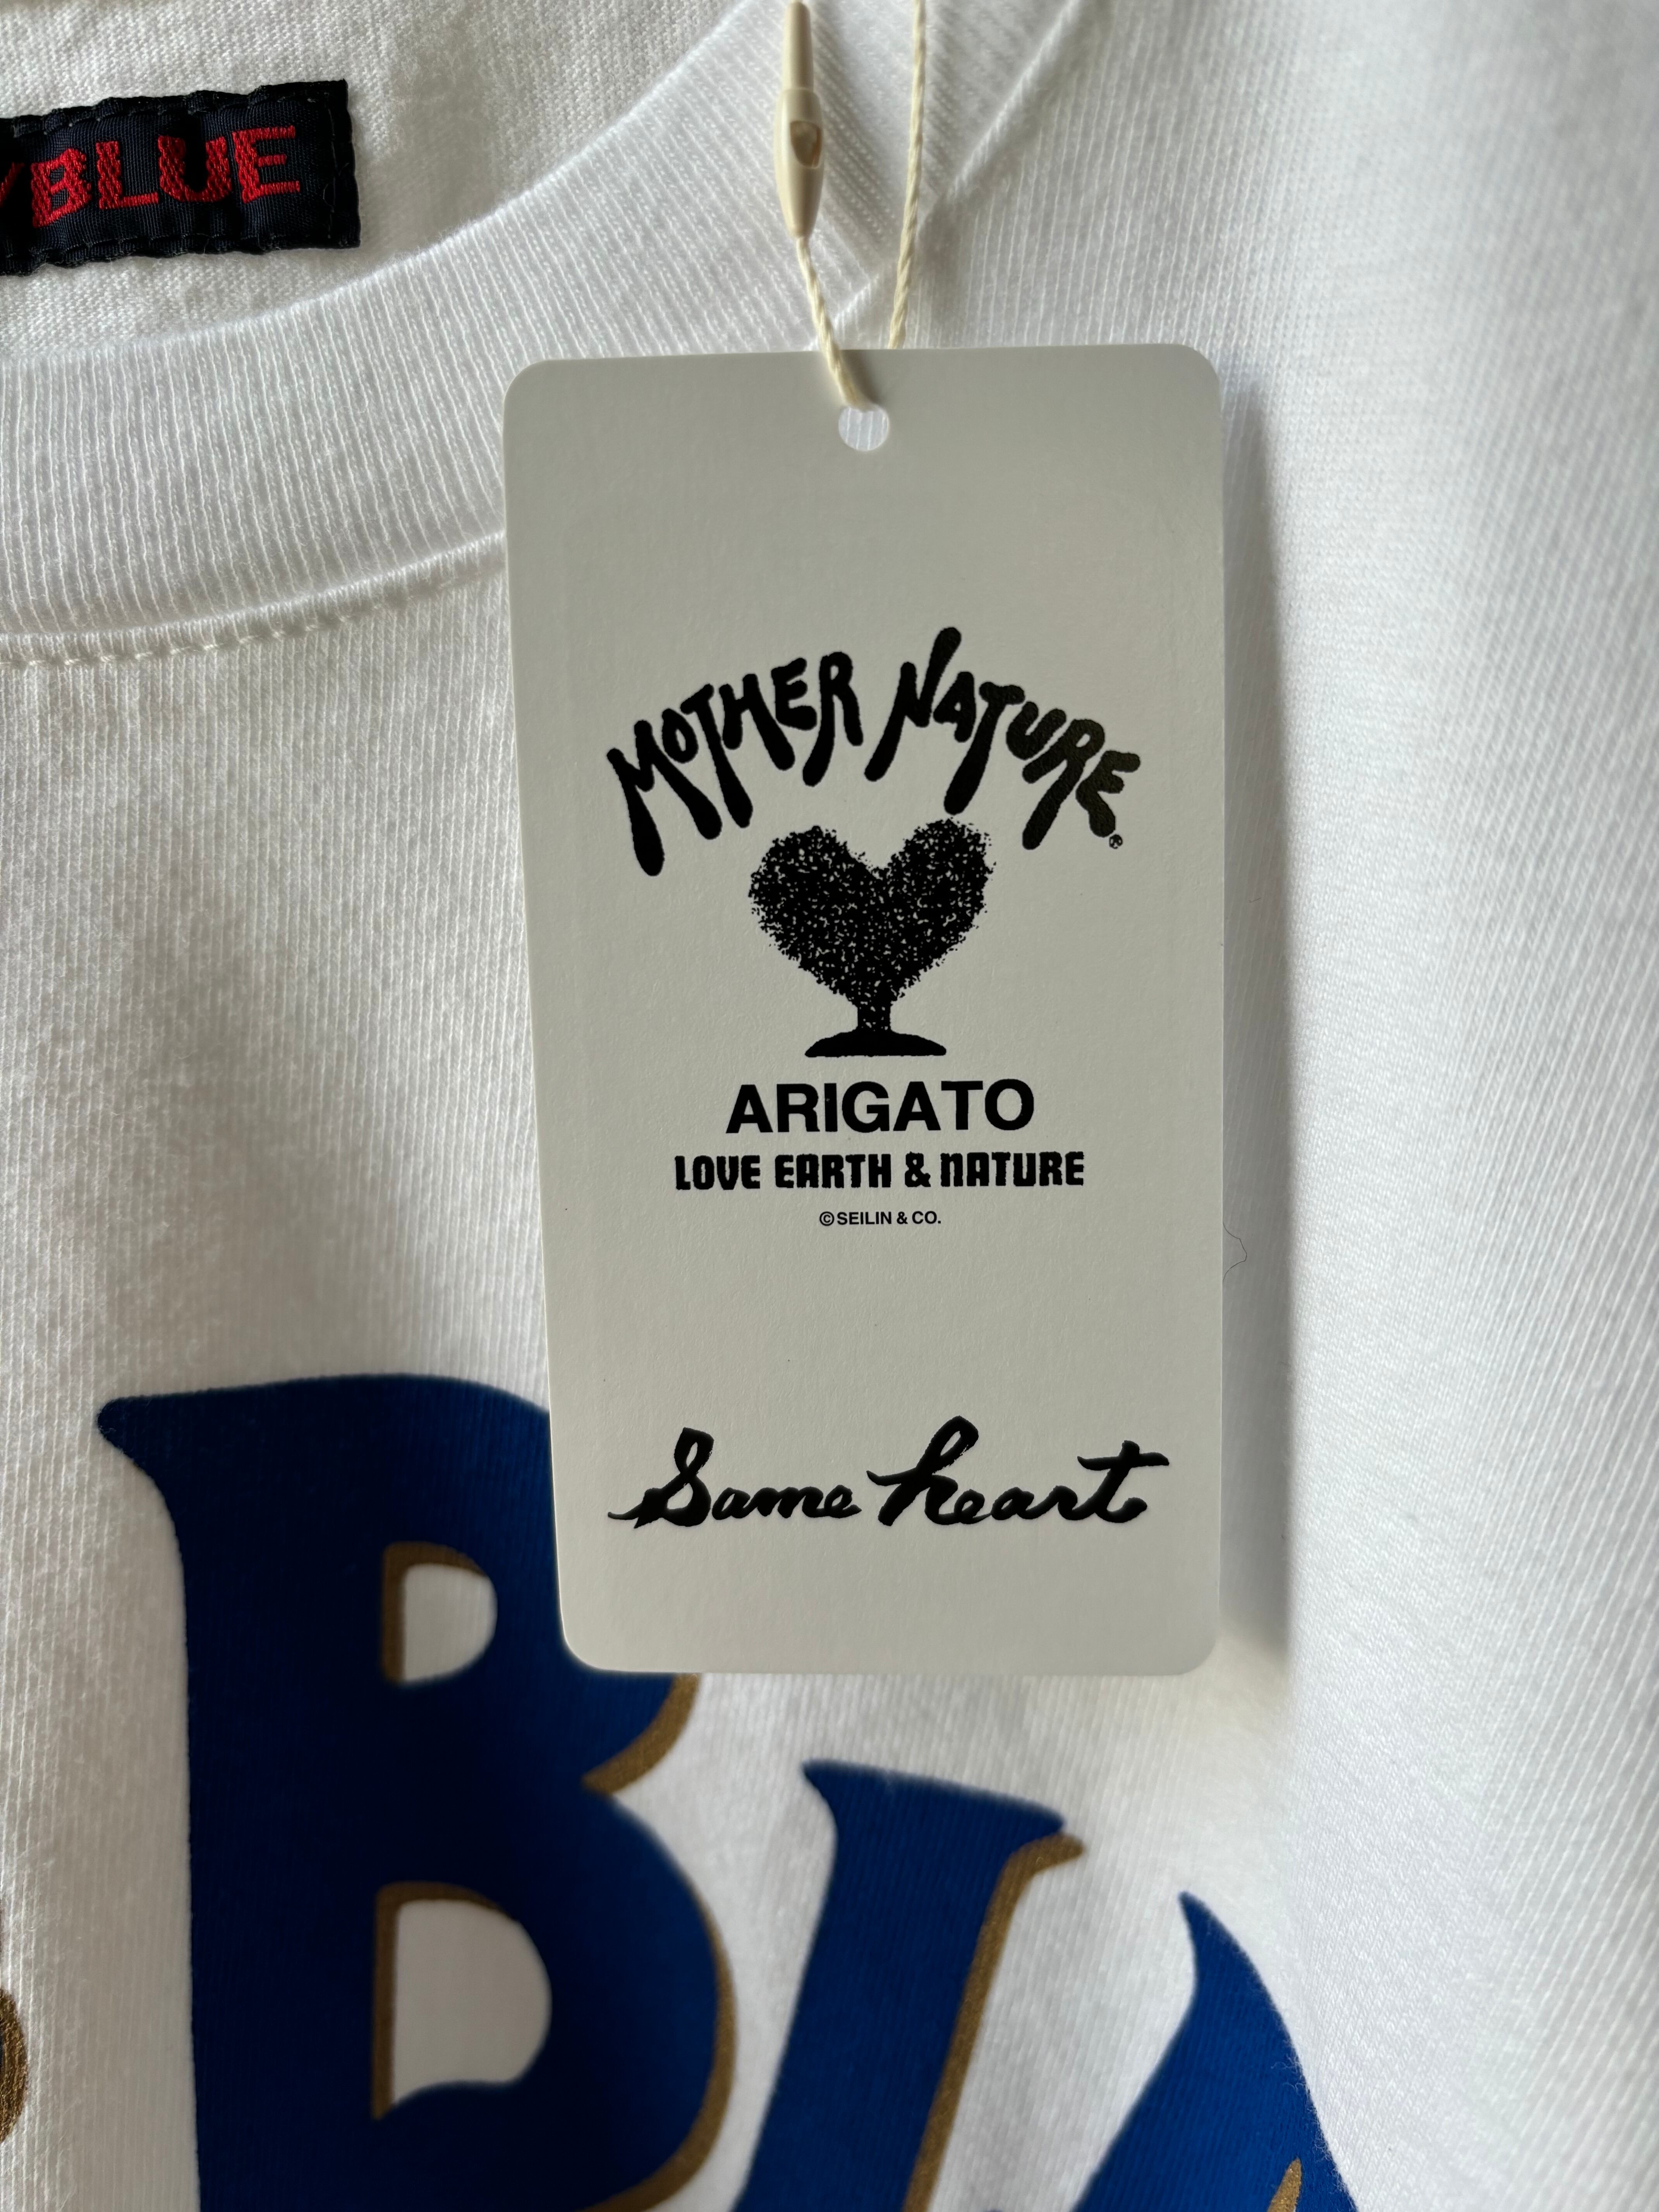 BLUE
MOTHER NATURE®
ARIGATO
LOVE EARTH & NATURE
©SEILIN & CO.
Same heart
B